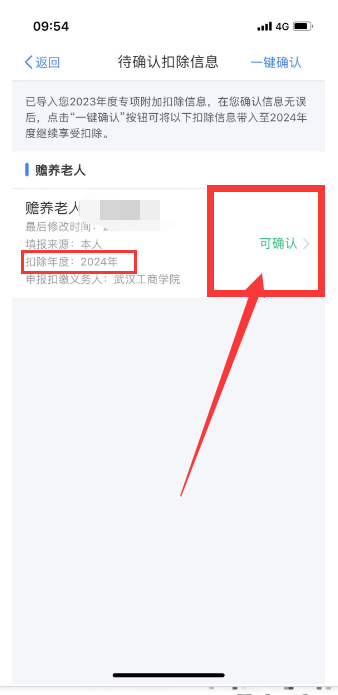 09:54
4G
返回
待确认扣除信息
一键确认
已导入您2023年度专项附加扣除信息，在您确认信息无误
后，点击“一键确认”按钮可将以下扣除信息带入至2024年
度继续享受扣除。
赡养老人
赡养老人
最后修改时间：2
填报来源：本人
可确认
扣除年度：2024年
申报扣缴义务人：武汉工商学院